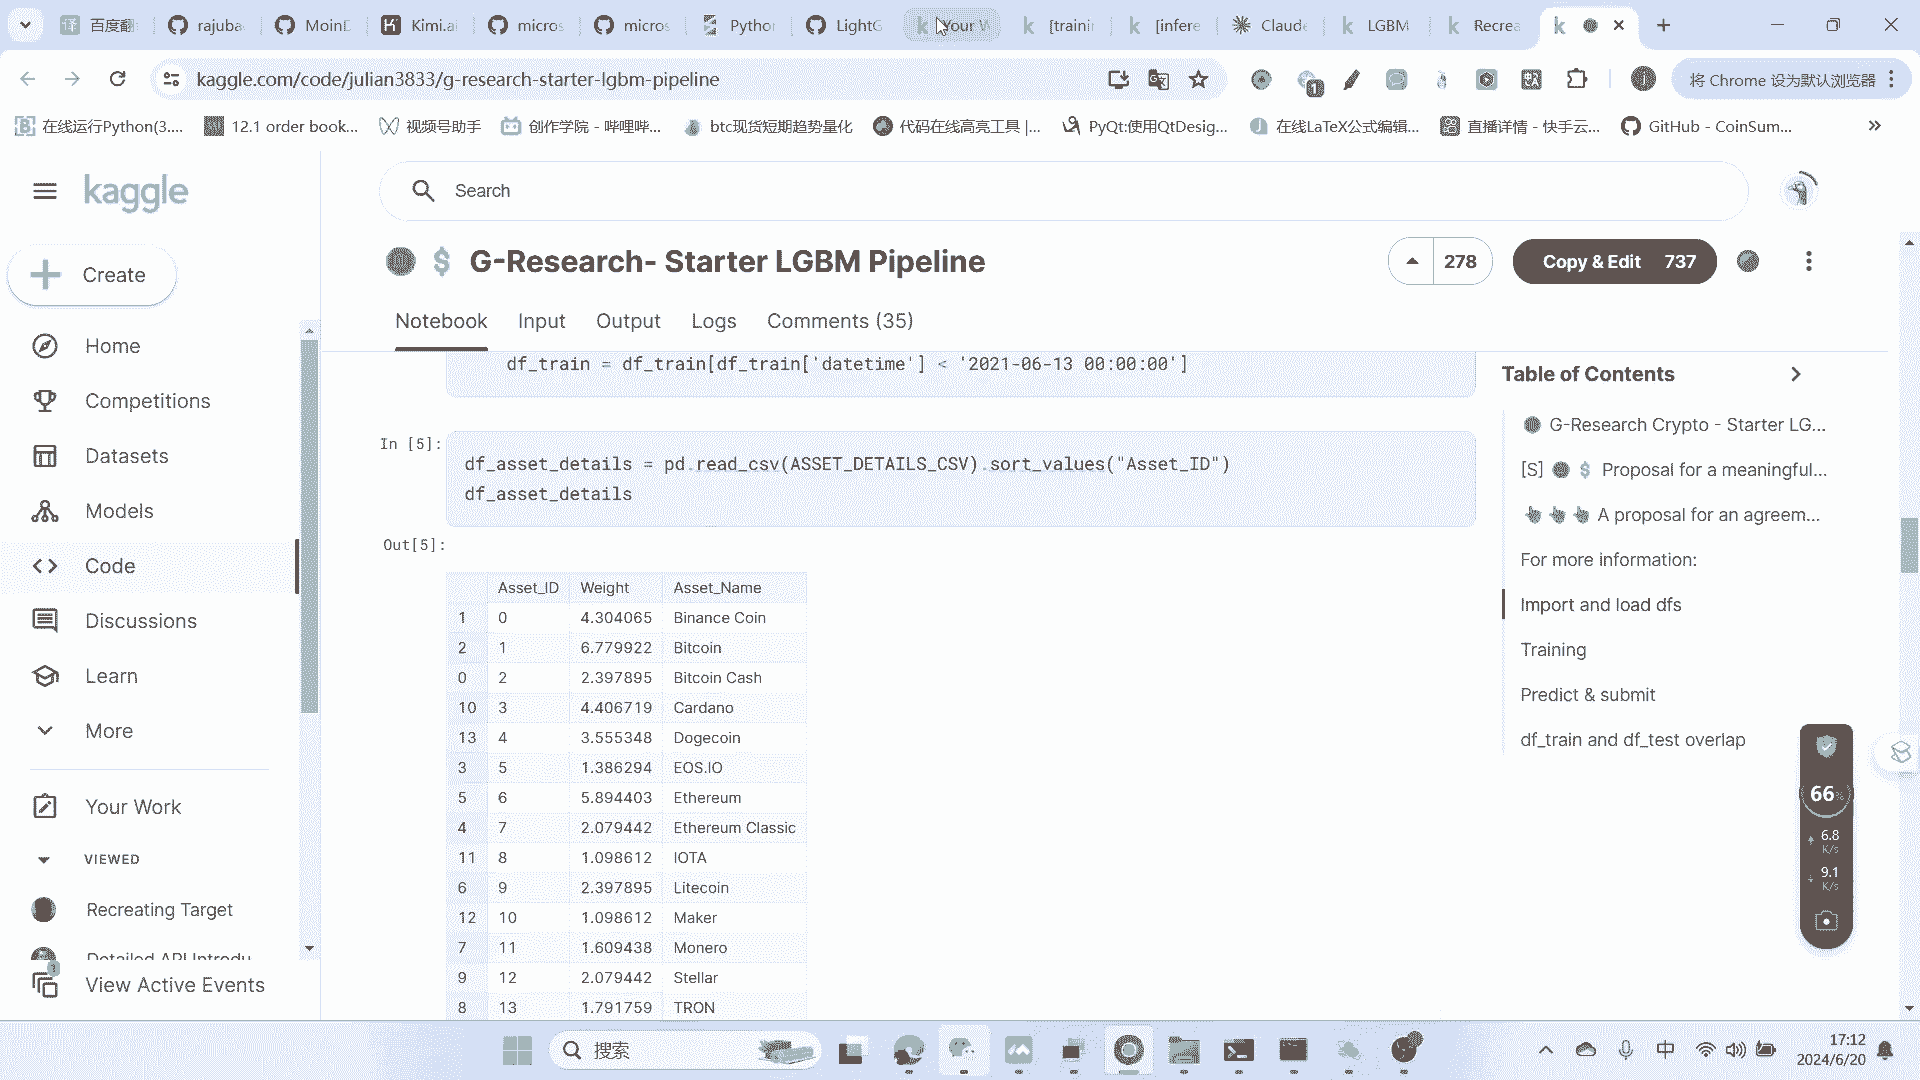 百度翻
rajuba
MoinD
Kimi.ai
micros
micros
Python
LightG
Your W
[trainin
[infere
Claude
LGBM
Recrea
kaggle.com/code/julian3833/g-research-starter-lgbm-pipeline
1
将 Chrome 设为默认浏览器
在线运行Python(3....
12.1 order book...
视频号助手
创作学院 - 哔哩哔...
btc现货短期趋势量化
代码在线高亮工具 |...
PyQt:使用QtDesig...
在线LaTeX公式编辑...
直播详情 - 快手云...
GitHub - CoinSum...
kaggle
Search
Create
Home
Competitions
Datasets
Models
Code
Discussions
Learn
More
Your Work
VIEWED
Recreating Target
Detailed API Introdu
View Active Events
$ G-Research- Starter LGBM Pipeline
278
Copy & Edit 737
Notebook Input Output Logs Comments (35)
df_train = df_train[df_train['datetime'] < '2021-06-13 00:00:00']
In [5]:
df_asset_details = pd.read_csv(ASSET_DETAILS_CSV).sort_values("Asset_ID")
df_asset_details
Out[5]:
Asset_ID Weight Asset_Name
1 0 4.304065 Binance Coin
2 1 6.779922 Bitcoin
0 2 2.397895 Bitcoin Cash
10 3 4.406719 Cardano
13 4 3.555348 Dogecoin
3 5 1.386294 EOS.IO
5 6 5.894403 Ethereum
4 7 2.079442 Ethereum Classic
11 8 1.098612 IOTA
6 9 2.397895 Litecoin
12 10 1.098612 Maker
7 11 1.609438 Monero
9 12 2.079442 Stellar
8 13 1.791759 TRON
Table of Contents
G-Research Crypto - Starter LG...
[S] $ Proposal for a meaningful...
A proposal for an agreem...
For more information:
Import and load dfs
Training
Predict & submit
df_train and df_test overlap
66%
6.8
K/s
9.1
K/s
搜索
中
17:12
2024/6/20